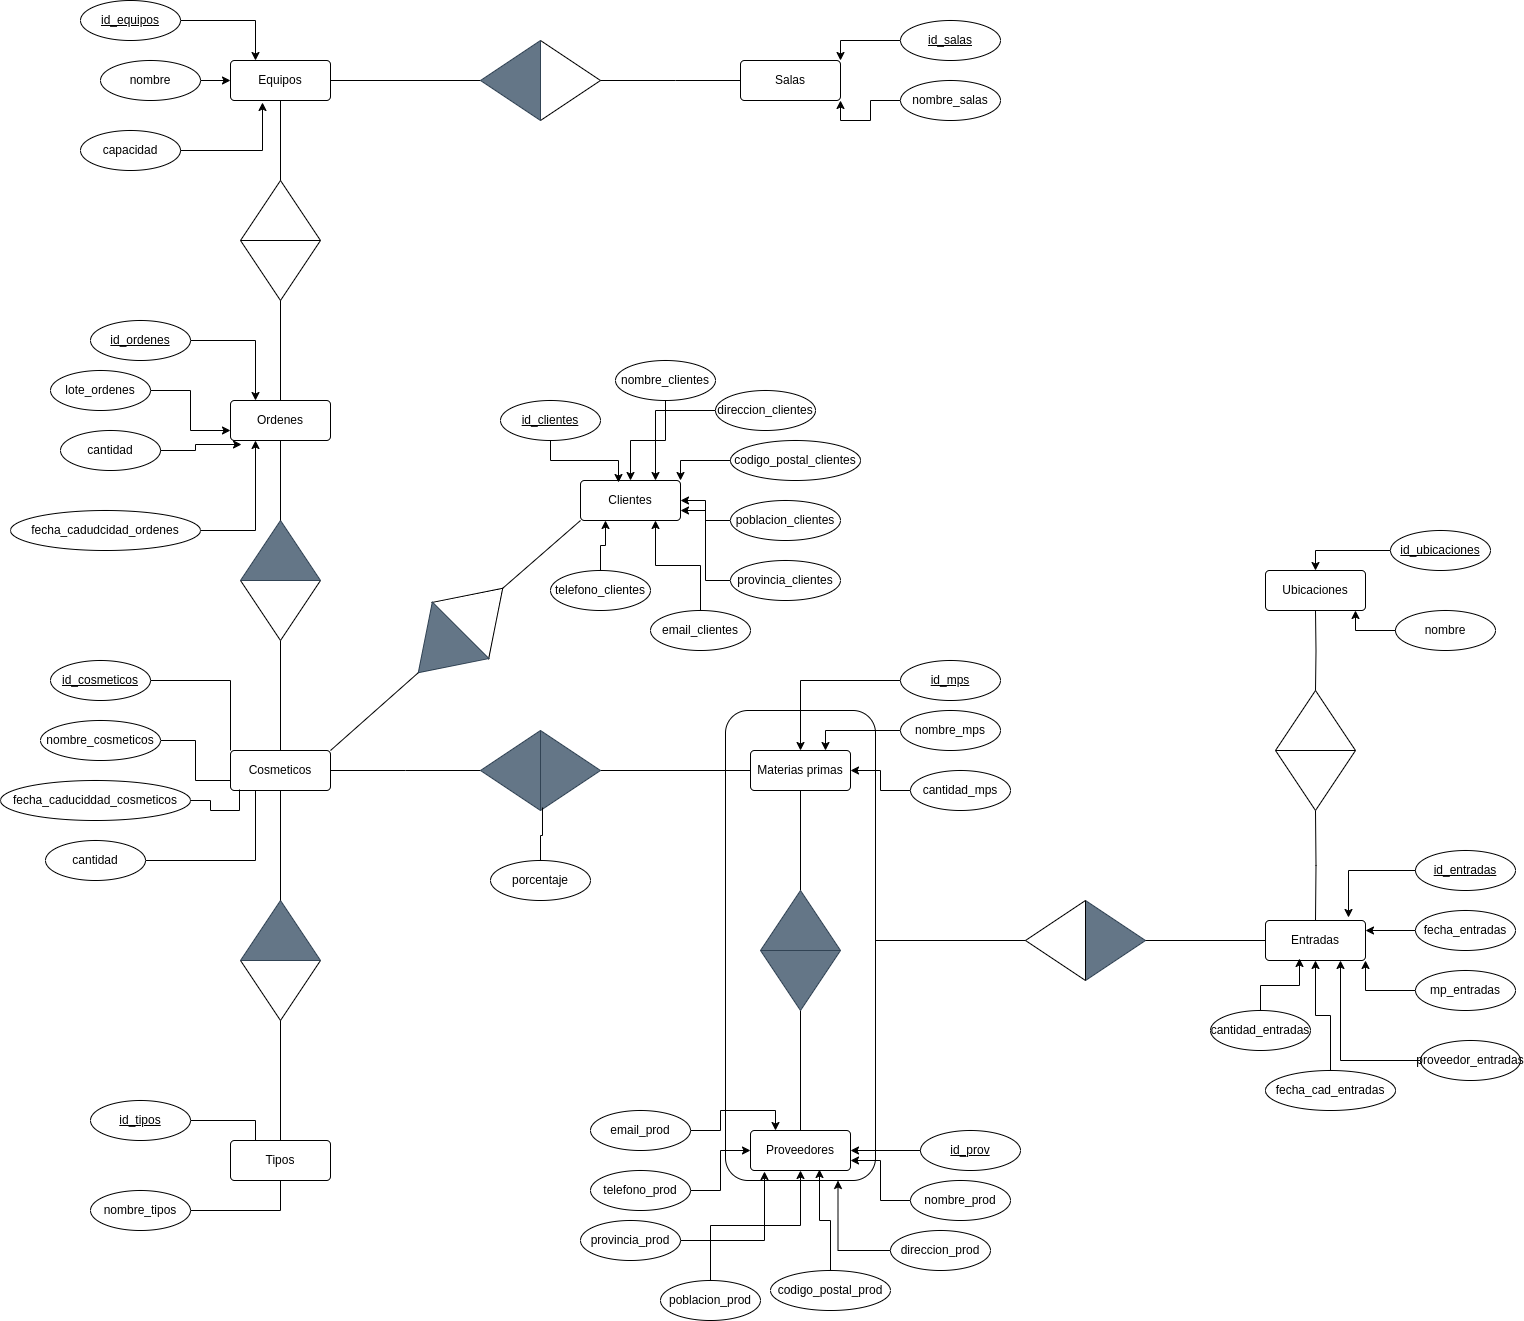 id_equipos
nombre
Equipos
capacidad
Salas
id_salas
nombre_salas
id_ordenes
lote_ordenes
Ordenes
cantidad
fecha_cadudcidad_ordenes
nombre_clientes
id_clientes
direccion_clientes
codigo_postal_clientes
Clientes
poblacion_clientes
provincia_clientes
telefono_clientes
email_clientes
id_ubicaciones
Ubicaciones
nombre
id_cosmeticos
nombre_cosmeticos
Cosmeticos
fecha_caduciddad_cosmeticos
cantidad
porcentaje
id_mps
nombre_mps
Materias primas
cantidad_mps
id_entradas
Entradas
fecha_entradas
mp_entradas
cantidad_entradas
proveedor_entradas
fecha_cad_entradas
id_tipos
Tipos
nombre_tipos
email_prod
Proveedores
id_prov
telefono_prod
nombre_prod
provincia_prod
direccion_prod
poblacion_prod
codigo_postal_prod